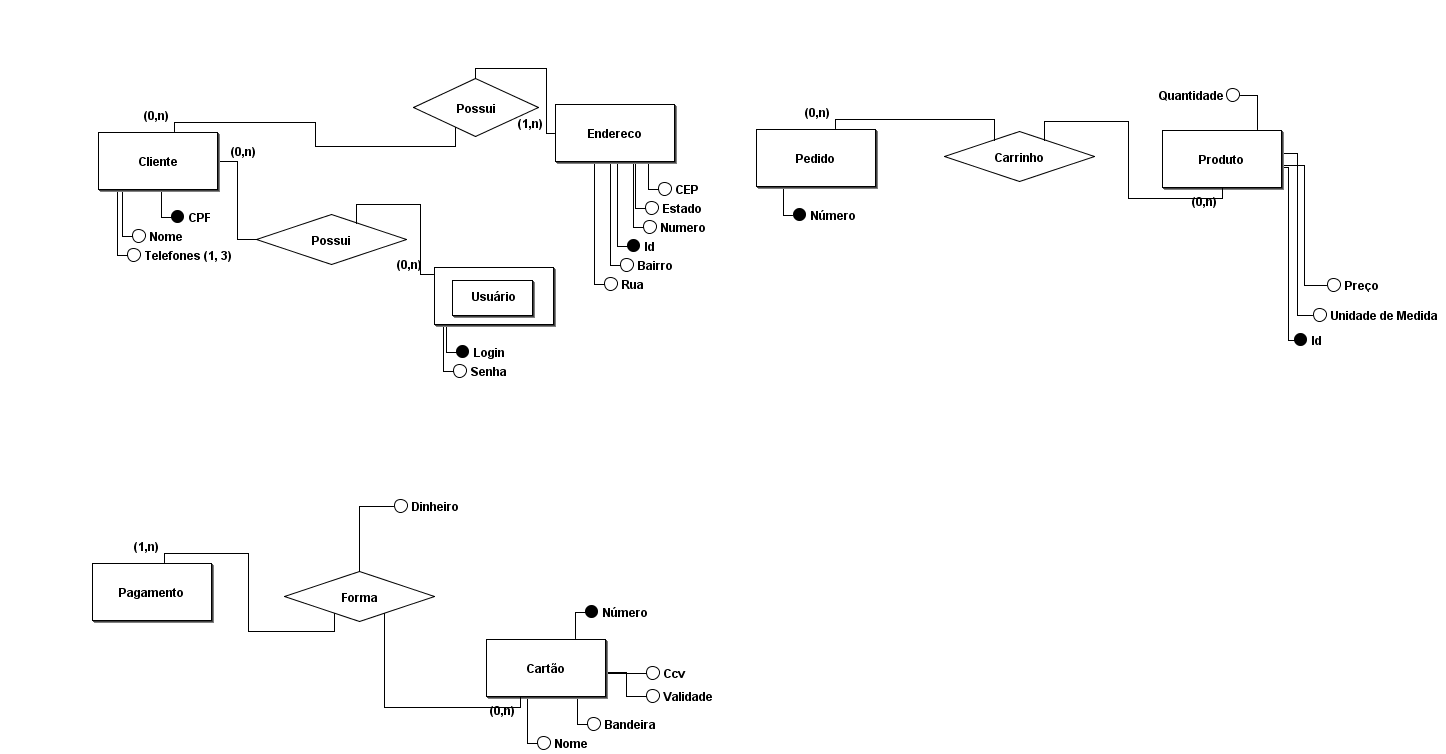 Possui
(0,n)
(1,n)
Endereco
Cliente
(0,n)
CEP
Estado
Numero
Id
Bairro
Rua
CPF
Nome
Telefones (1, 3)
Possui
(0,n)
Usuário
Login
Senha
Quantidade
(0,n)
Pedido
Carrinho
Produto
(0,n)
Número
Preço
Unidade de Medida
Id
Dinheiro
(1,n)
Pagamento
Forma
Número
Cartão
Ccv
Validade
(0,n)
Bandeira
Nome